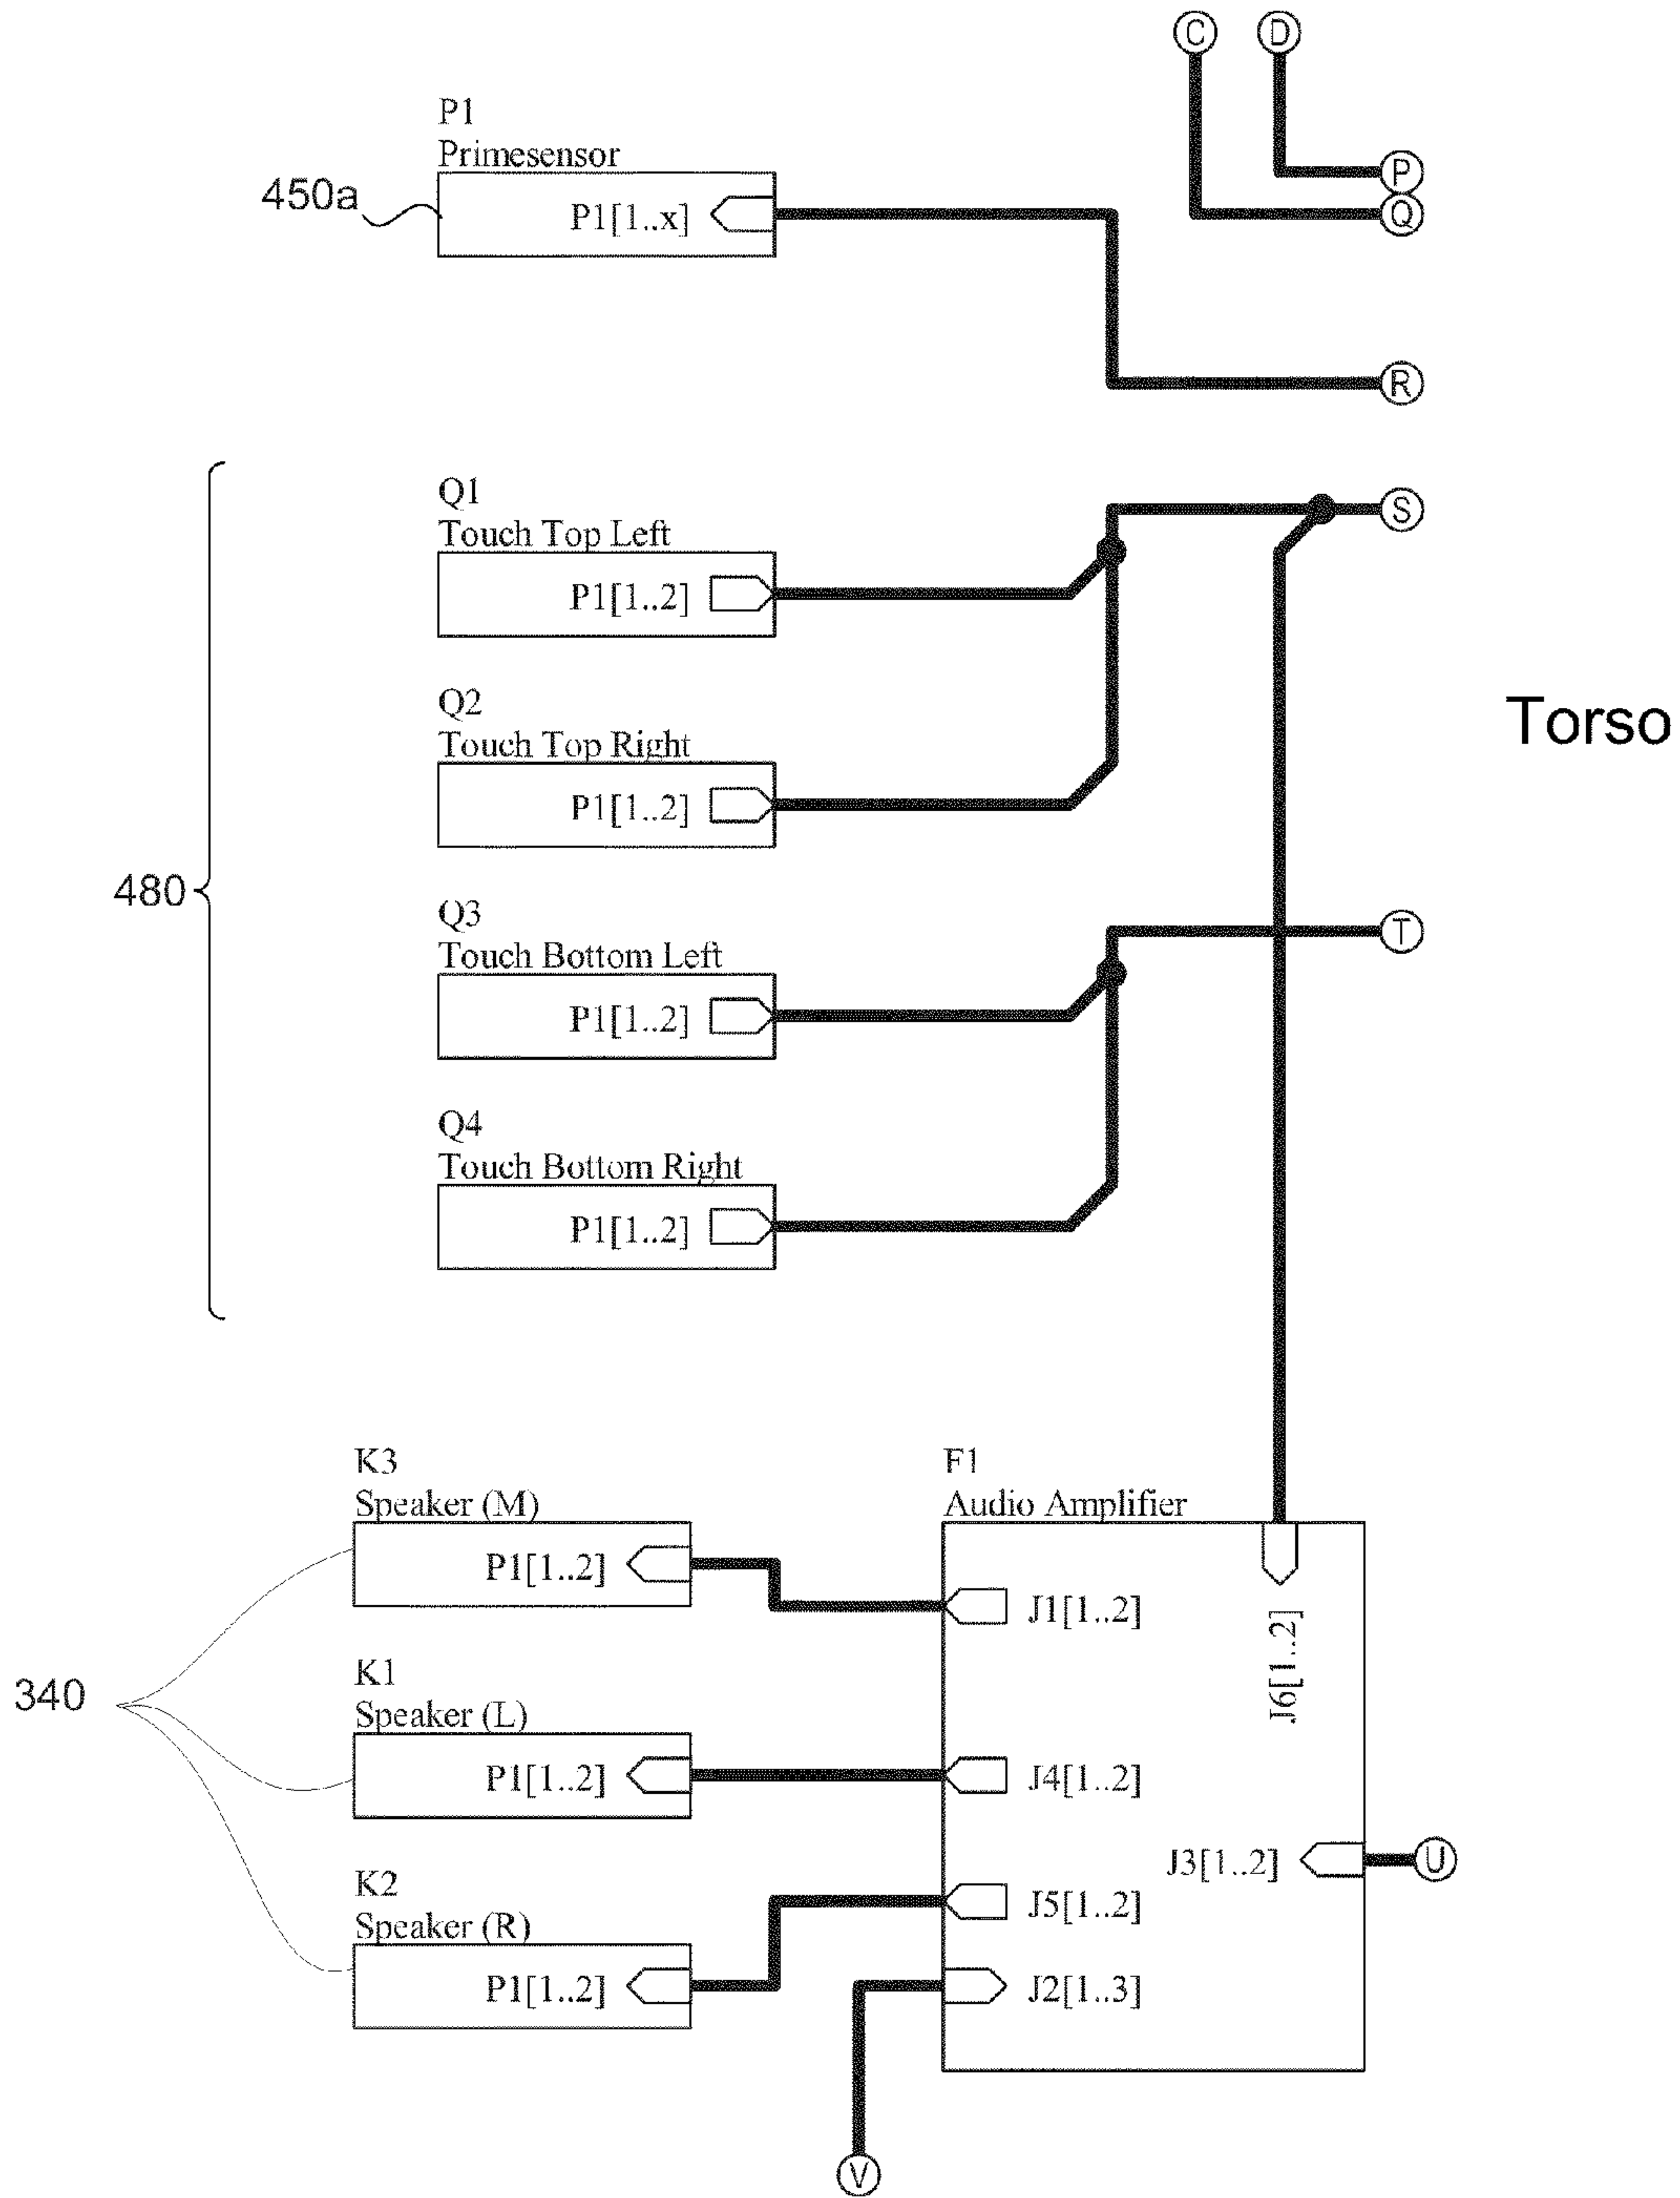 C D
P1
Primesensor
450a
P1[1..x]
P
Q
R
Q1
Touch Top Left
S
P1[1..2]
Q2
Touch Top Right
Torso
P1[1..2]
480
Q3
Touch Bottom Left
T
P1[1..2]
Q4
Touch Bottom Right
P1[1..2]
K3
Speaker (M)
P1[1..2]
F1
Audio Amplifier
J1[1..2]
J6[1..2]
340
K1
Speaker (L)
P1[1..2]
J4[1..2]
J3[1..2]
U
K2
Speaker (R)
P1[1..2]
J5[1..2]
J2[1..3]
V